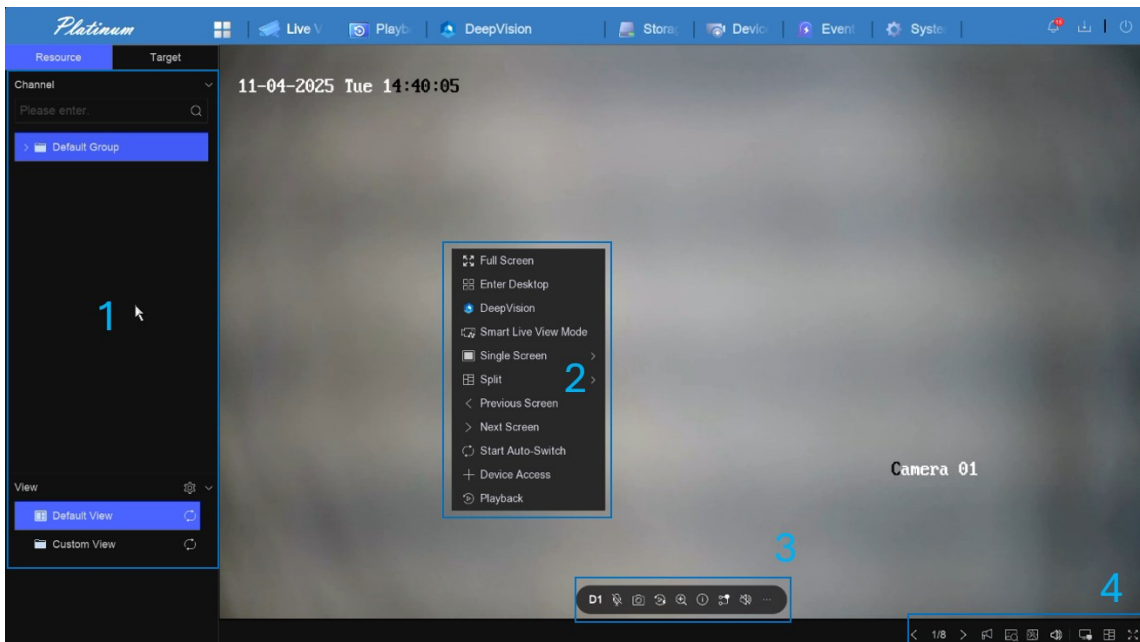 Platinum
Live V
Playb
DeepVision
Storag
Device
Event
System
Resource
Target
Channel
Please enter.
Default Group
1
View
Default View
Custom View
11-04-2025 Tue 14:40:05
Full Screen
Enter Desktop
DeepVision
Smart Live View Mode
Single Screen
Split
2
Previous Screen
Next Screen
Start Auto-Switch
Device Access
Playback
Camera 01
3
D1
4
1/8